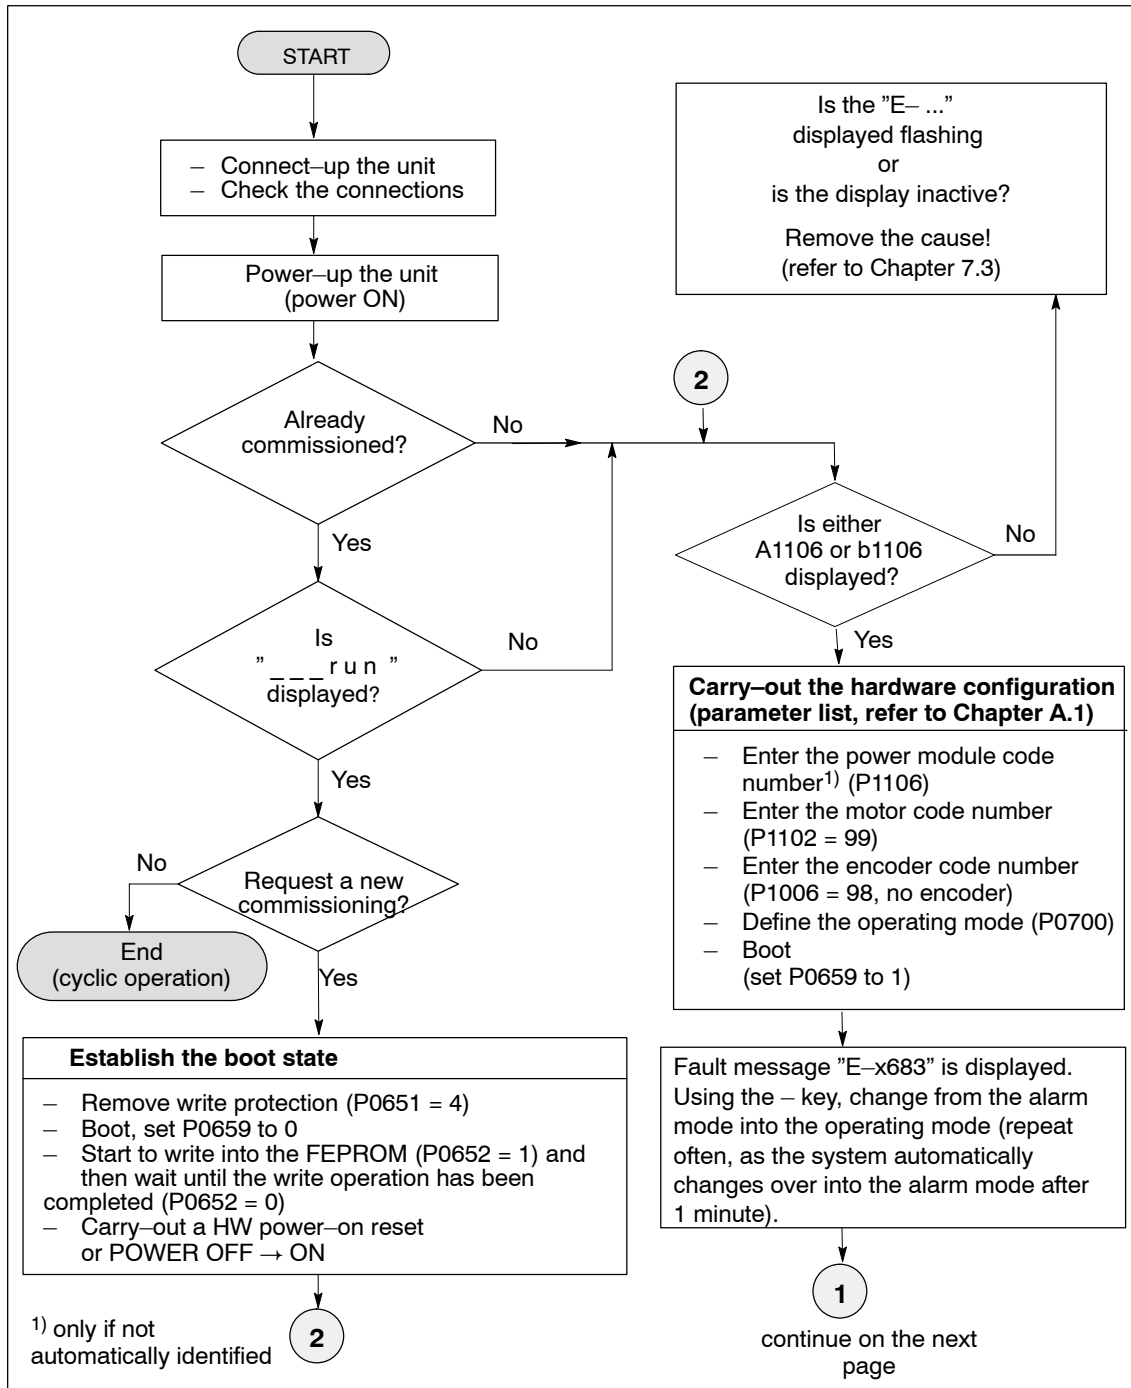 START
– Connect–up the unit
– Check the connections
Power–up the unit
(power ON)
Already
commissioned?
No
Yes
Is
” _ _ _ r u n ”
displayed?
No
Yes
Request a new
commissioning?
No
End
(cyclic operation)
Yes
Establish the boot state
– Remove write protection (P0651 = 4)
– Boot, set P0659 to 0
– Start to write into the FEPROM (P0652 = 1) and
then wait until the write operation has been
completed (P0652 = 0)
– Carry–out a HW power–on reset
or POWER OFF → ON
2
1) only if not
automatically identified
Is the ”E– ...”
displayed flashing
or
is the display inactive?
Remove the cause!
(refer to Chapter 7.3)
2
Is either
A1106 or b1106
displayed?
No
Yes
Carry–out the hardware configuration
(parameter list, refer to Chapter A.1)
– Enter the power module code
number1) (P1106)
– Enter the motor code number
(P1102 = 99)
– Enter the encoder code number
(P1006 = 98, no encoder)
– Define the operating mode (P0700)
– Boot
(set P0659 to 1)
Fault message ”E–x683” is displayed.
Using the – key, change from the alarm
mode into the operating mode (repeat
often, as the system automatically
changes over into the alarm mode after
1 minute).
1
continue on the next
page